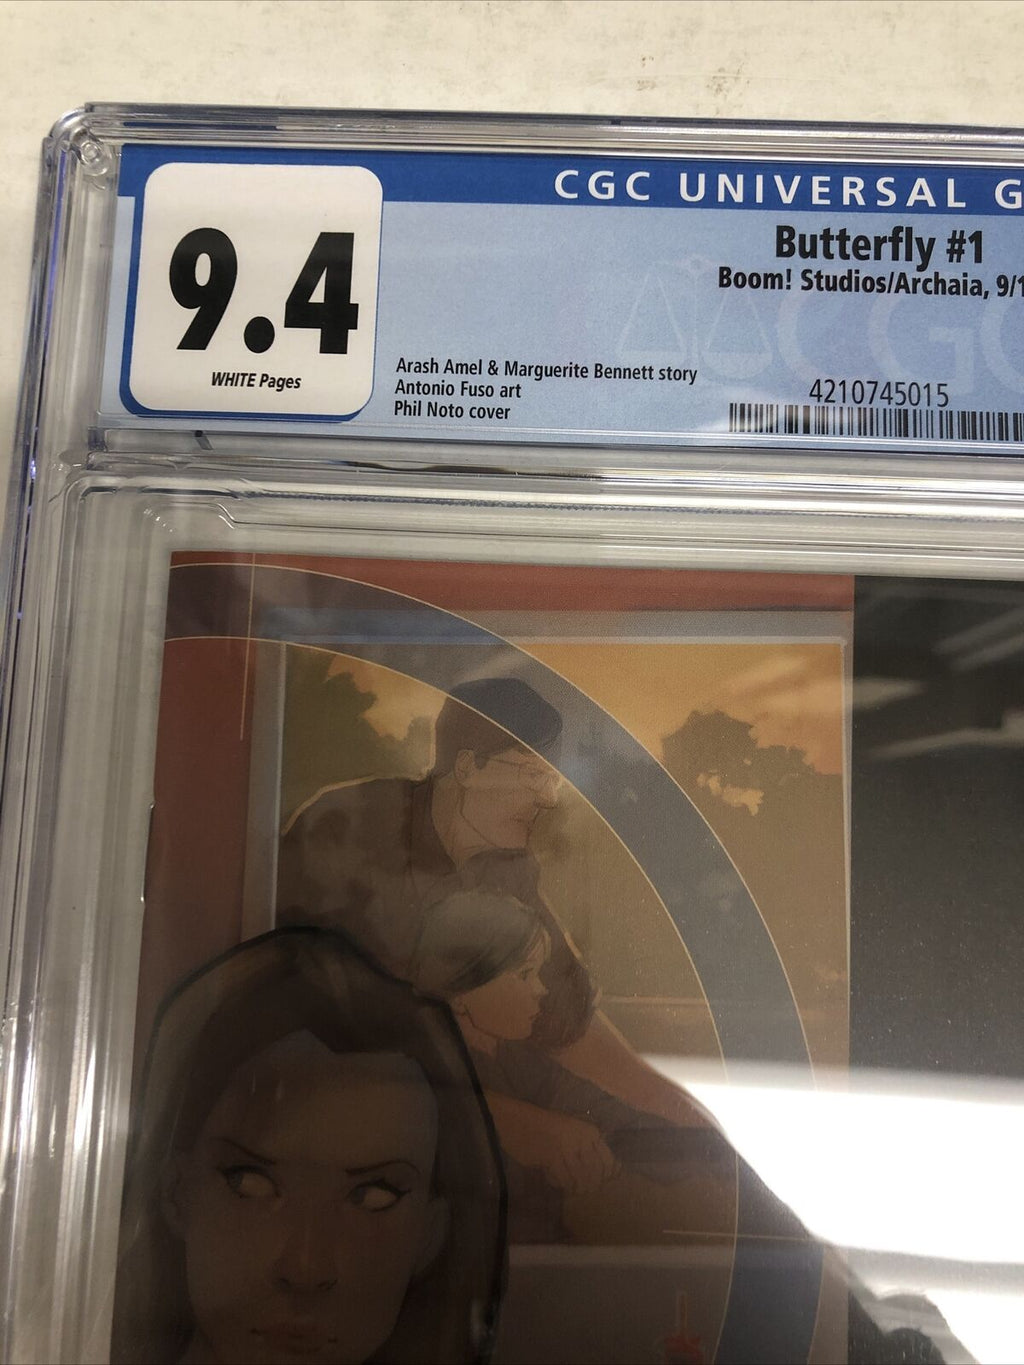 CGC UNIVERSAL G
9.4
WHITE Pages
Butterfly #1
Boom! Studios/Archaia, 9/1
Arash Amel & Marguerite Bennett story
Antonio Fuso art
Phil Noto cover
4210745015
CGC